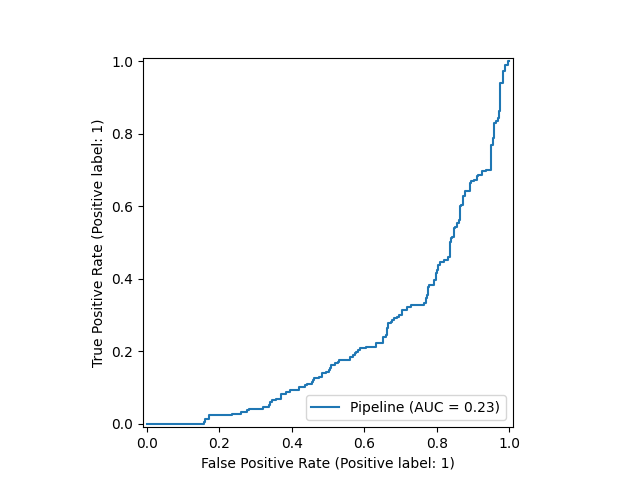 1.0
0.8
0.6
0.4
0.2
0.0
True Positive Rate (Positive label: 1)
Pipeline (AUC = 0.23)
0.0 0.2 0.4 0.6 0.8 1.0
False Positive Rate (Positive label: 1)